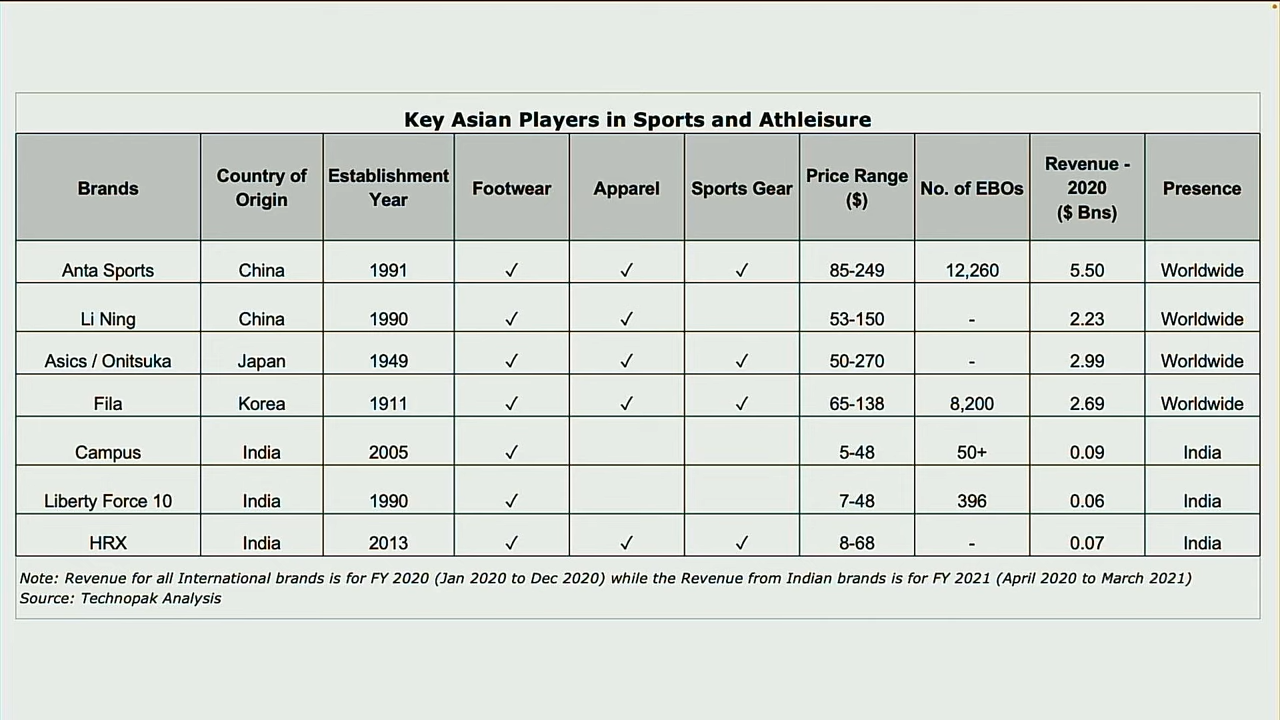 Key Asian Players in Sports and Athleisure
Brands Country of Origin Establishment Year Footwear Apparel Sports Gear Price Range ($) No. of EBOs Revenue - 2020 ($ Bns) Presence
Anta Sports China 1991 ✓ ✓ ✓ 85-249 12,260 5.50 Worldwide
Li Ning China 1990 ✓ ✓ 53-150 - 2.23 Worldwide
Asics / Onitsuka Japan 1949 ✓ ✓ ✓ 50-270 - 2.99 Worldwide
Fila Korea 1911 ✓ ✓ ✓ 65-138 8,200 2.69 Worldwide
Campus India 2005 ✓ 5-48 50+ 0.09 India
Liberty Force 10 India 1990 ✓ 7-48 396 0.06 India
HRX India 2013 ✓ ✓ ✓ 8-68 - 0.07 India
Note: Revenue for all International brands is for FY 2020 (Jan 2020 to Dec 2020) while the Revenue from Indian brands is for FY 2021 (April 2020 to March 2021)
Source: Technopak Analysis